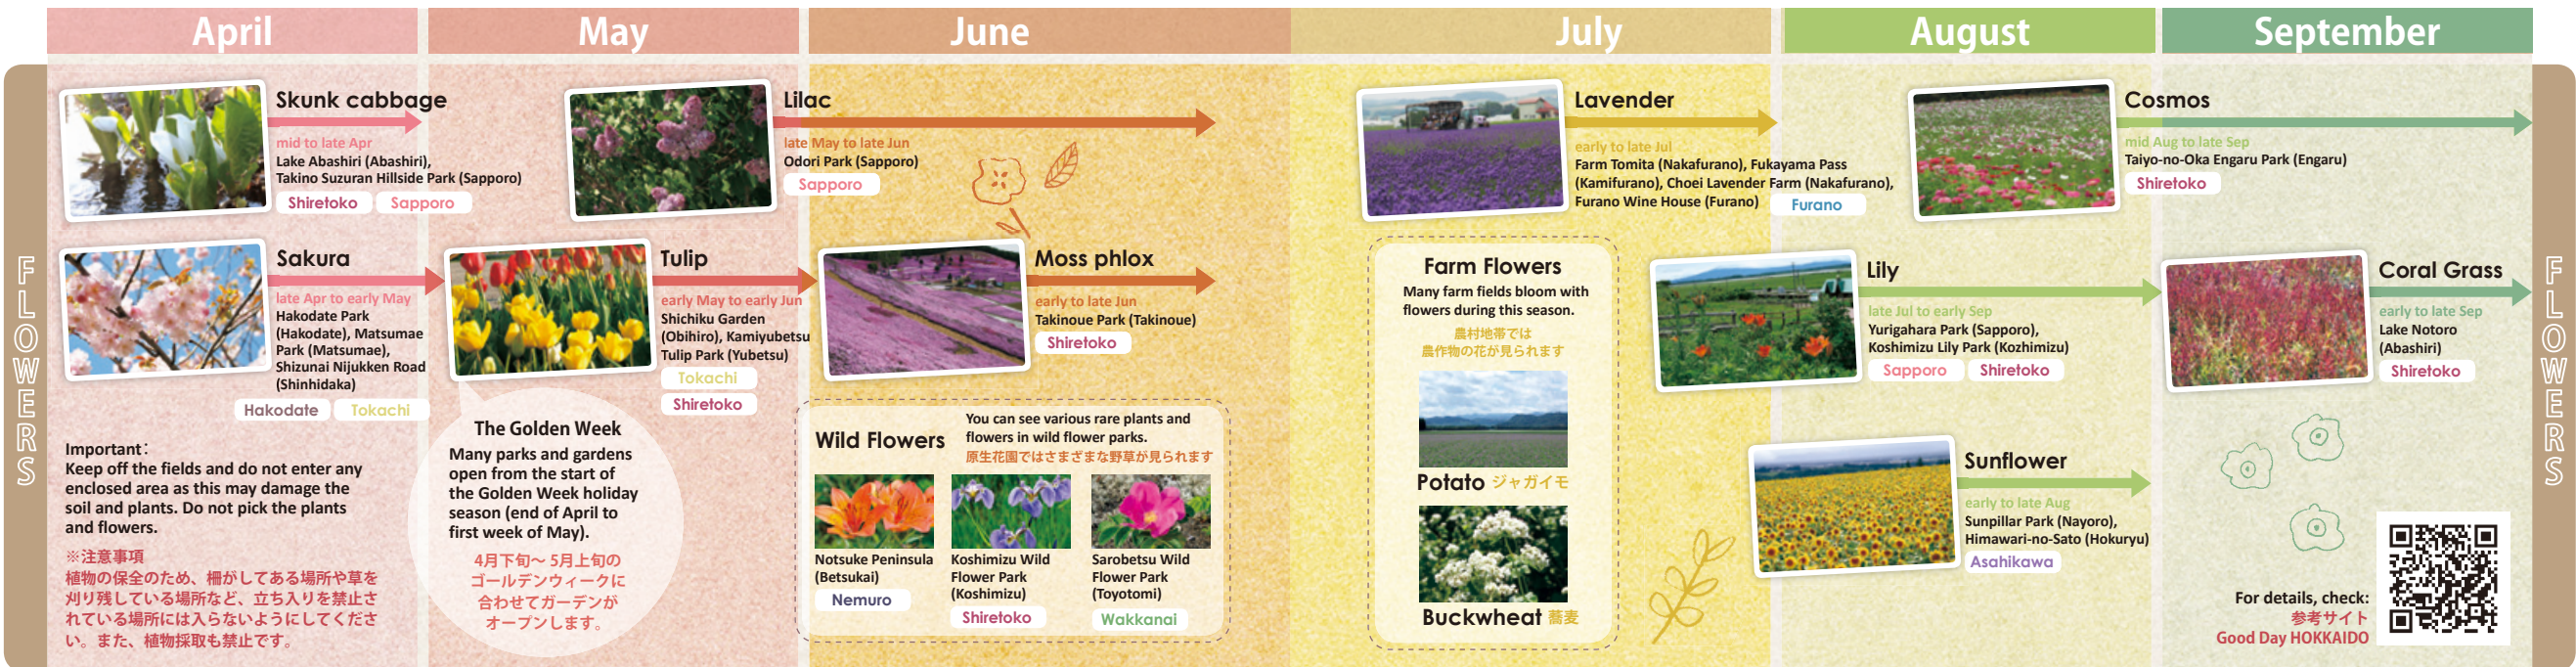 April
May
June
July
August
September
FLOWERS
Skunk cabbage
mid to late Apr
Lake Abashiri (Abashiri),
Takino Suzuran Hillside Park (Sapporo)
Shiretoko
Sapporo
Lilac
late May to late Jun
Odori Park (Sapporo)
Sapporo
Lavender
early to late Jul
Farm Tomita (Nakafurano), Fukayama Pass
(Kamifurano), Choei Lavender Farm (Nakafurano),
Furano Wine House (Furano)
Furano
Cosmos
mid Aug to late Sep
Taiyo-no-Oka Engaru Park (Engaru)
Shiretoko
Sakura
late Apr to early May
Hakodate Park
(Hakodate), Matsumae
Park (Matsumae),
Shizunai Nijukken Road
(Shinhidaka)
Hakodate
Tokachi
Tulip
early May to early Jun
Shichiku Garden
(Obihiro), Kamiyubetsu
Tulip Park (Yubetsu)
Tokachi
Shiretoko
Moss phlox
early to late Jun
Takinoue Park (Takinoue)
Shiretoko
Farm Flowers
Many farm fields bloom with
flowers during this season.
農村地帯では
農作物の花が見られます
Potato ジャガイモ
Buckwheat 蕎麦
Lily
late Jul to early Sep
Yurigahara Park (Sapporo),
Koshimizu Lily Park (Kozhimizu)
Sapporo
Shiretoko
Coral Grass
early to late Sep
Lake Notoro
(Abashiri)
Shiretoko
Important:
Keep off the fields and do not enter any
enclosed area as this may damage the
soil and plants. Do not pick the plants
and flowers.
※注意事項
植物の保全のため、柵がしてある場所や草を
刈り残している場所など、立ち入りを禁止さ
れている場所には入らないようにしてくださ
い。また、植物採取も禁止です。
The Golden Week
Many parks and gardens
open from the start of
the Golden Week holiday
season (end of April to
first week of May).
4月下旬～5月上旬の
ゴールデンウィークに
合わせてガーデンが
オープンします。
Wild Flowers
You can see various rare plants and
flowers in wild flower parks.
原生花園ではさまざまな野草が見られます
Notsuke Peninsula
(Betsukai)
Nemuro
Koshimizu Wild
Flower Park
(Koshimizu)
Shiretoko
Sarobetsu Wild
Flower Park
(Toyotomi)
Wakkanai
Sunflower
early to late Aug
Sunpillar Park (Nayoro),
Himawari-no-Sato (Hokuryu)
Asahikawa
For details, check:
参考サイト
Good Day HOKKAIDO
FLOWERS